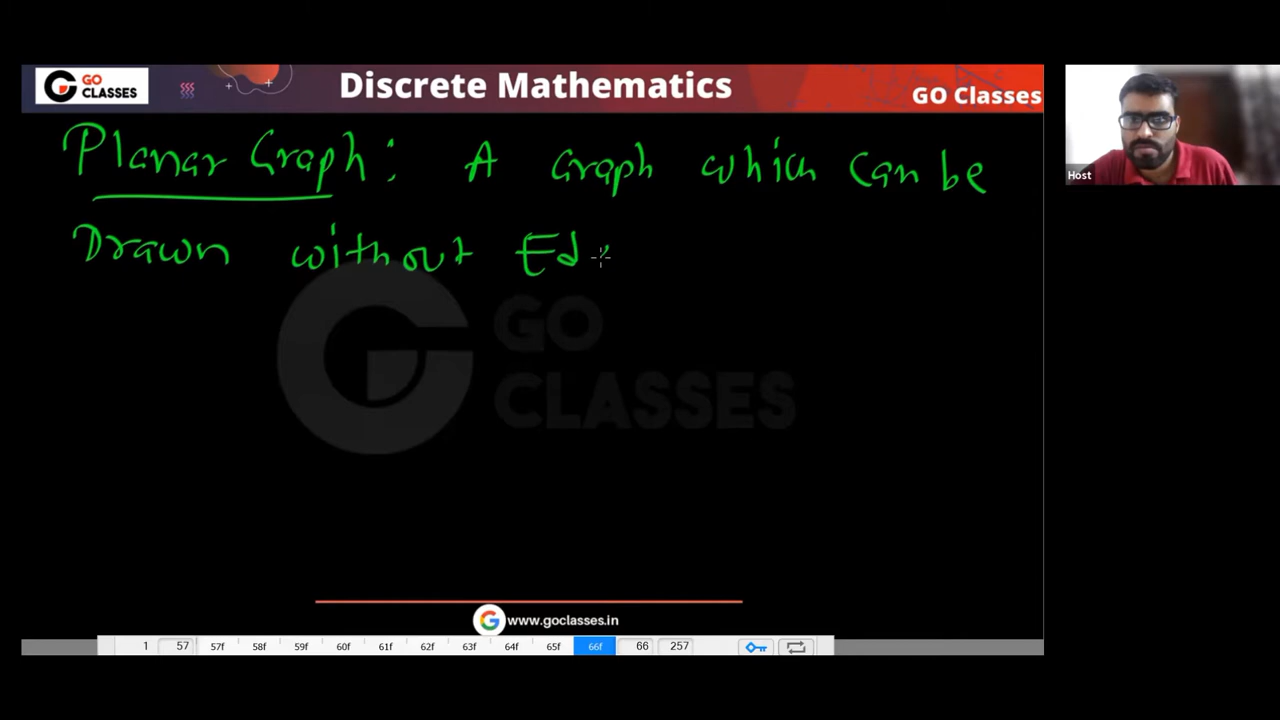 GO
CLASSES
Discrete Mathematics
GO Classes
Planar Graph: A Graph which can be
Drawn without Ed
Host
GO
CLASSES
www.goclasses.in
1 57 57f 58f 59f 60f 61f 62f 63f 64f 65f 66f 66 257